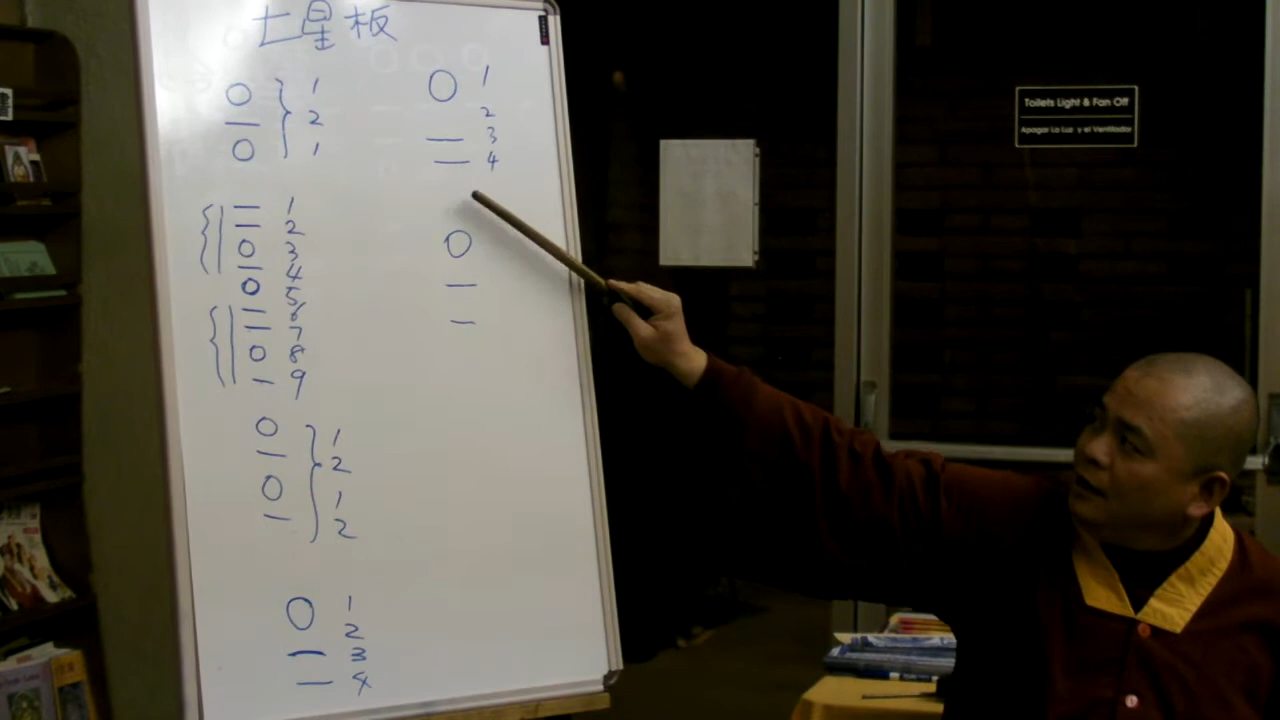 七星板
O 1
— 2
O 1
— 1
— 2
O 3
— 4
O 5
— 6
— 7
O 8
— 9
O 1
— 2
O 1
— 2
O 1
2
— 3
— 4
O 1
2
— 3
— 4
O
—
—
Toilets Light & Fan Off
Apagar La Luz y el Ventilador